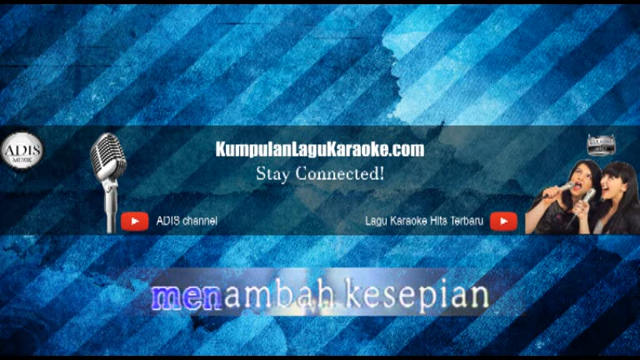 ADIS
MUSIK
KumpulanLaguKaraoke.com
Stay Connected!
ADIS channel
Lagu Karaoke Hits Terbaru
menambah kesepian